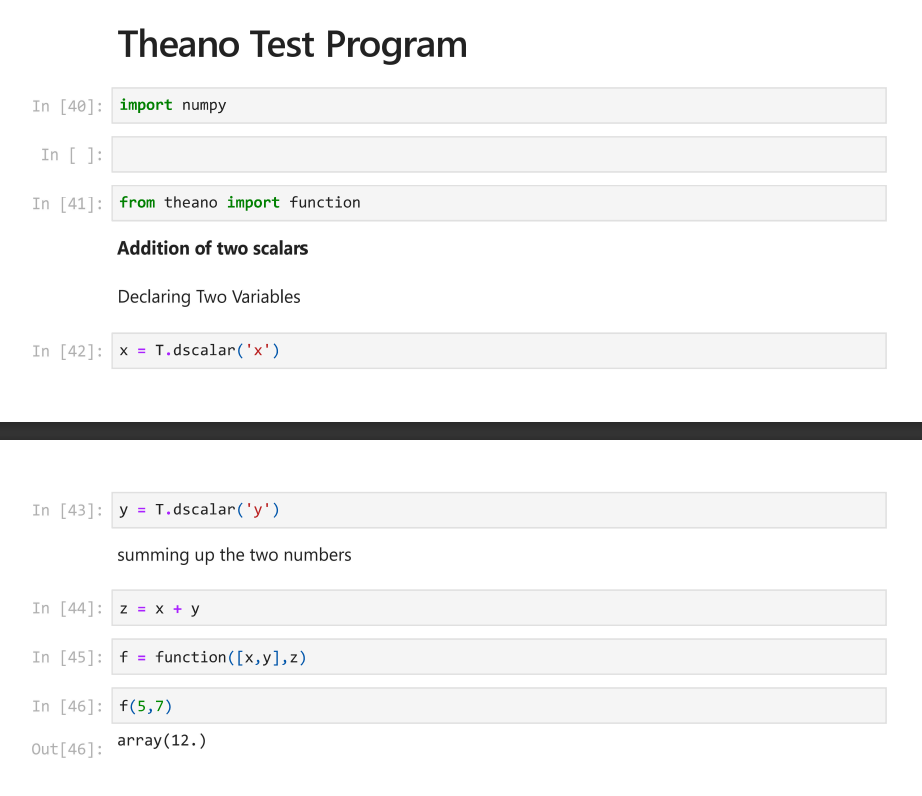 Theano Test Program
In [40]: import numpy
In [ ]:
In [41]: from theano import function
Addition of two scalars
Declaring Two Variables
In [42]: x = T.dscalar('x')
In [43]: y = T.dscalar('y')
summing up the two numbers
In [44]: z = x + y
In [45]: f = function([x,y],z)
In [46]: f(5,7)
Out[46]: array(12.)